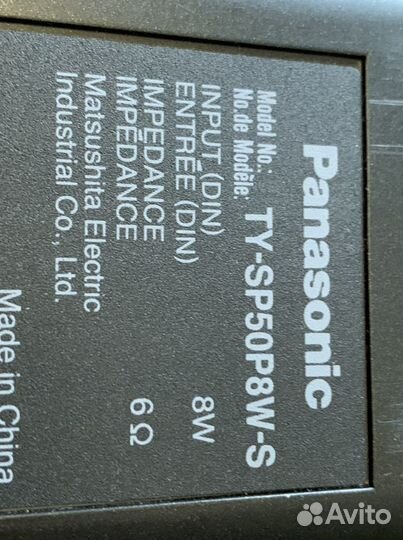 Panasonic
Model No.:
No.de Modèle: TY-SP50P8W-S
INPUT (DIN)
ENTRÉE (DIN) 8W
IMPEDANCE
IMPÉDANCE 6 Ω
Matsushita Electric
Industrial Co., Ltd.
Made in China
Avito